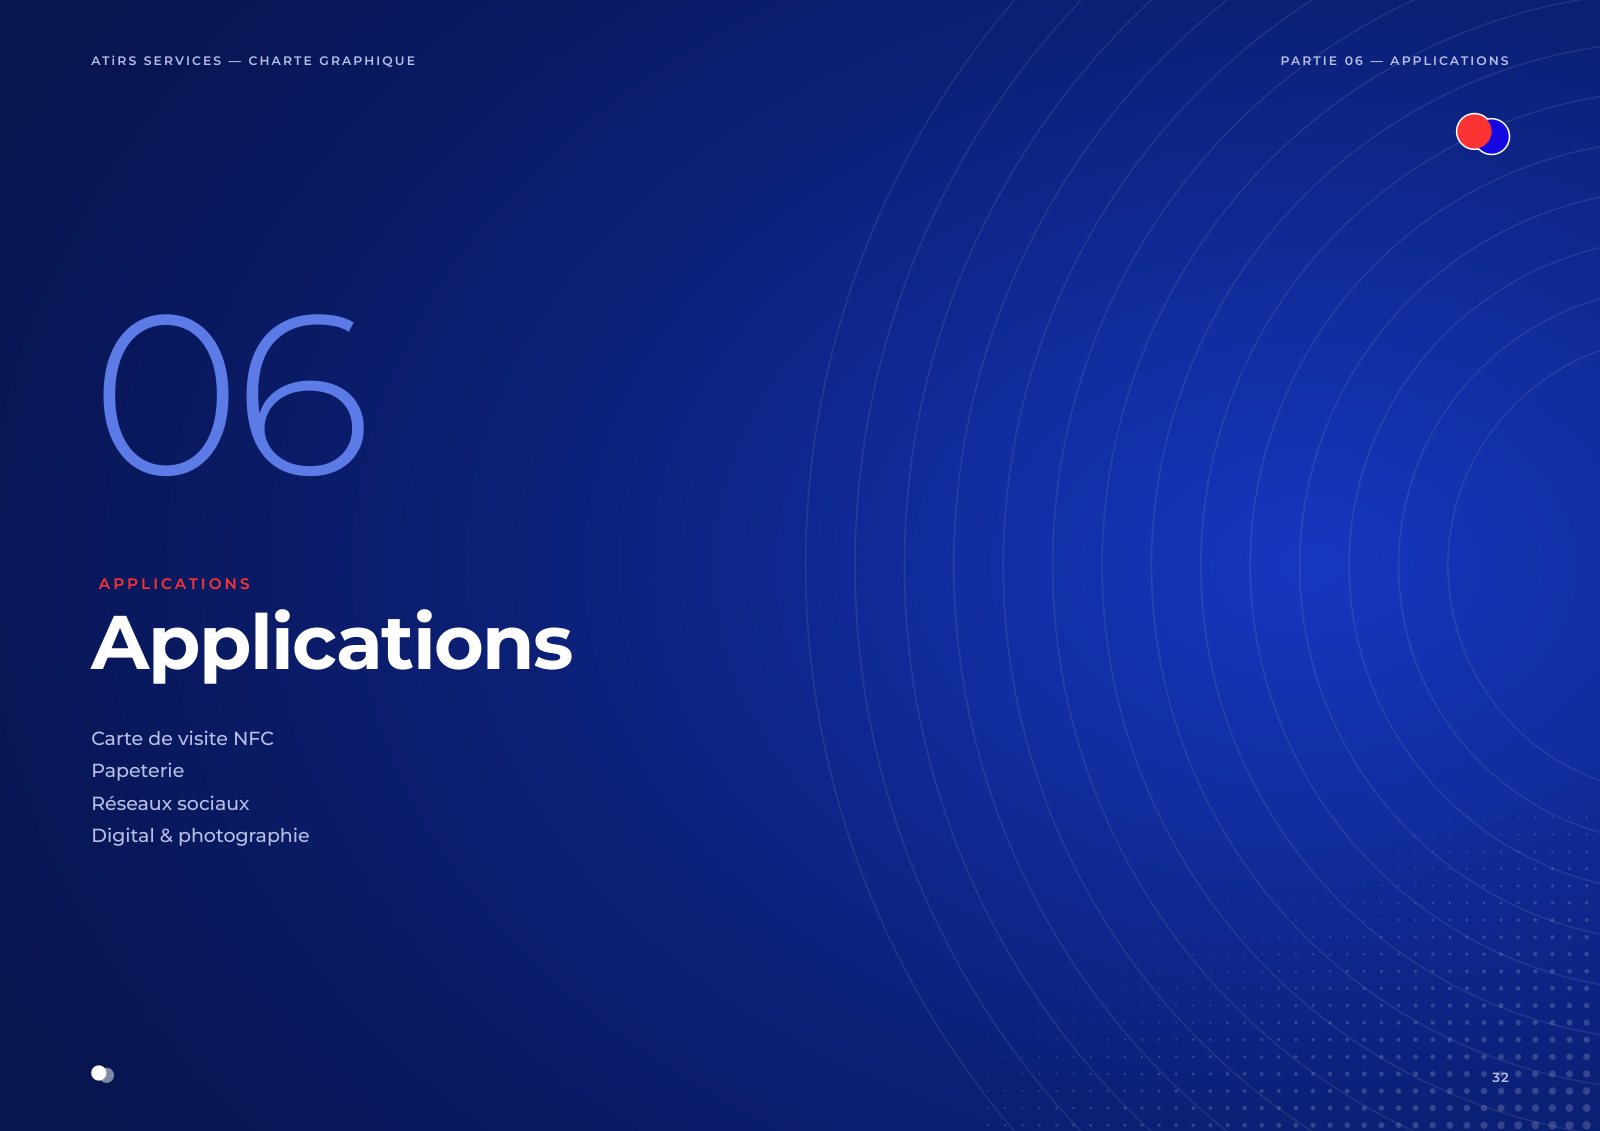 ATiRS SERVICES — CHARTE GRAPHIQUE
PARTIE 06 — APPLICATIONS
06
APPLICATIONS
Applications
Carte de visite NFC
Papeterie
Réseaux sociaux
Digital & photographie
32